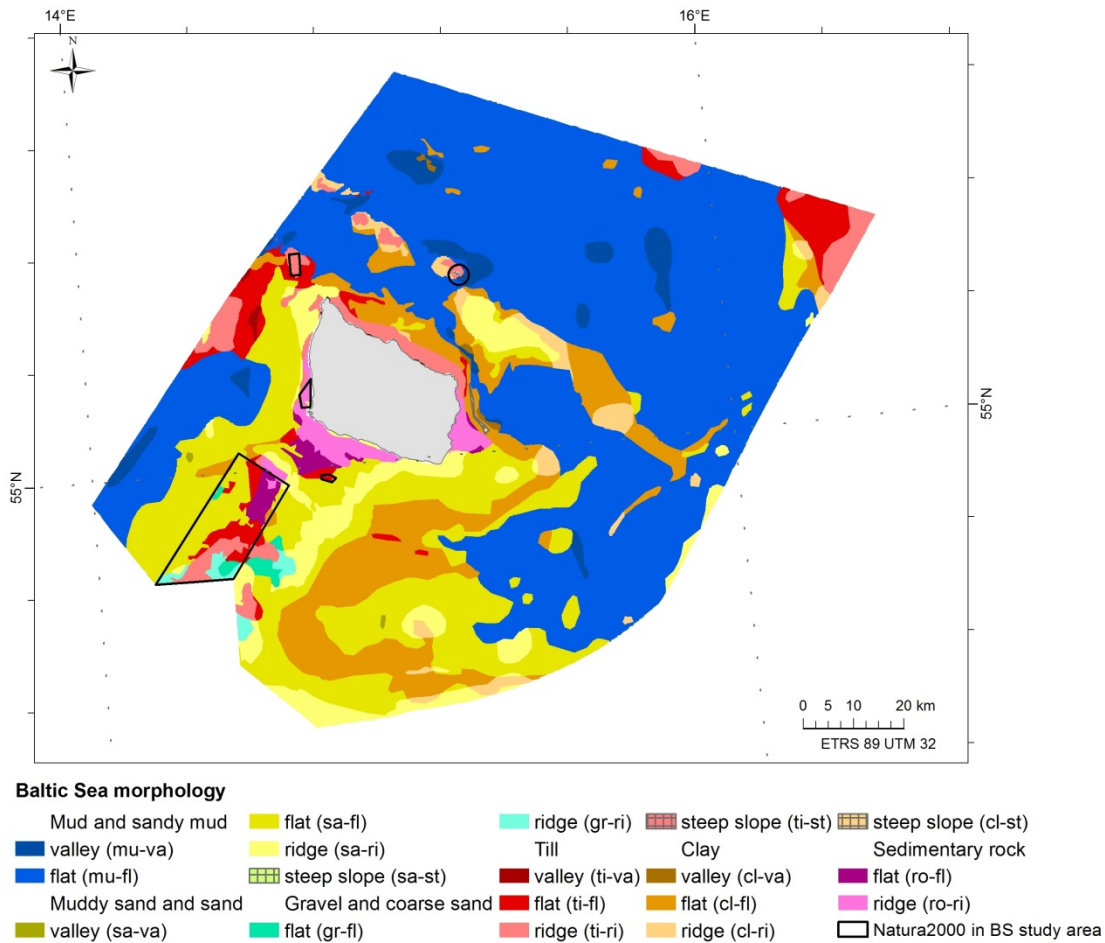 14°E 16°E
N
55°N
55°N
0 5 10 20 km
ETRS 89 UTM 32
Baltic Sea morphology
Mud and sandy mud flat (sa-fl) ridge (gr-ri) steep slope (ti-st) steep slope (cl-st)
valley (mu-va) ridge (sa-ri) Till Clay Sedimentary rock
flat (mu-fl) steep slope (sa-st) valley (ti-va) valley (cl-va) flat (ro-fl)
Muddy sand and sand Gravel and coarse sand flat (ti-fl) flat (cl-fl) ridge (ro-ri)
valley (sa-va) flat (gr-fl) ridge (ti-ri) ridge (cl-ri) Natura2000 in BS study area